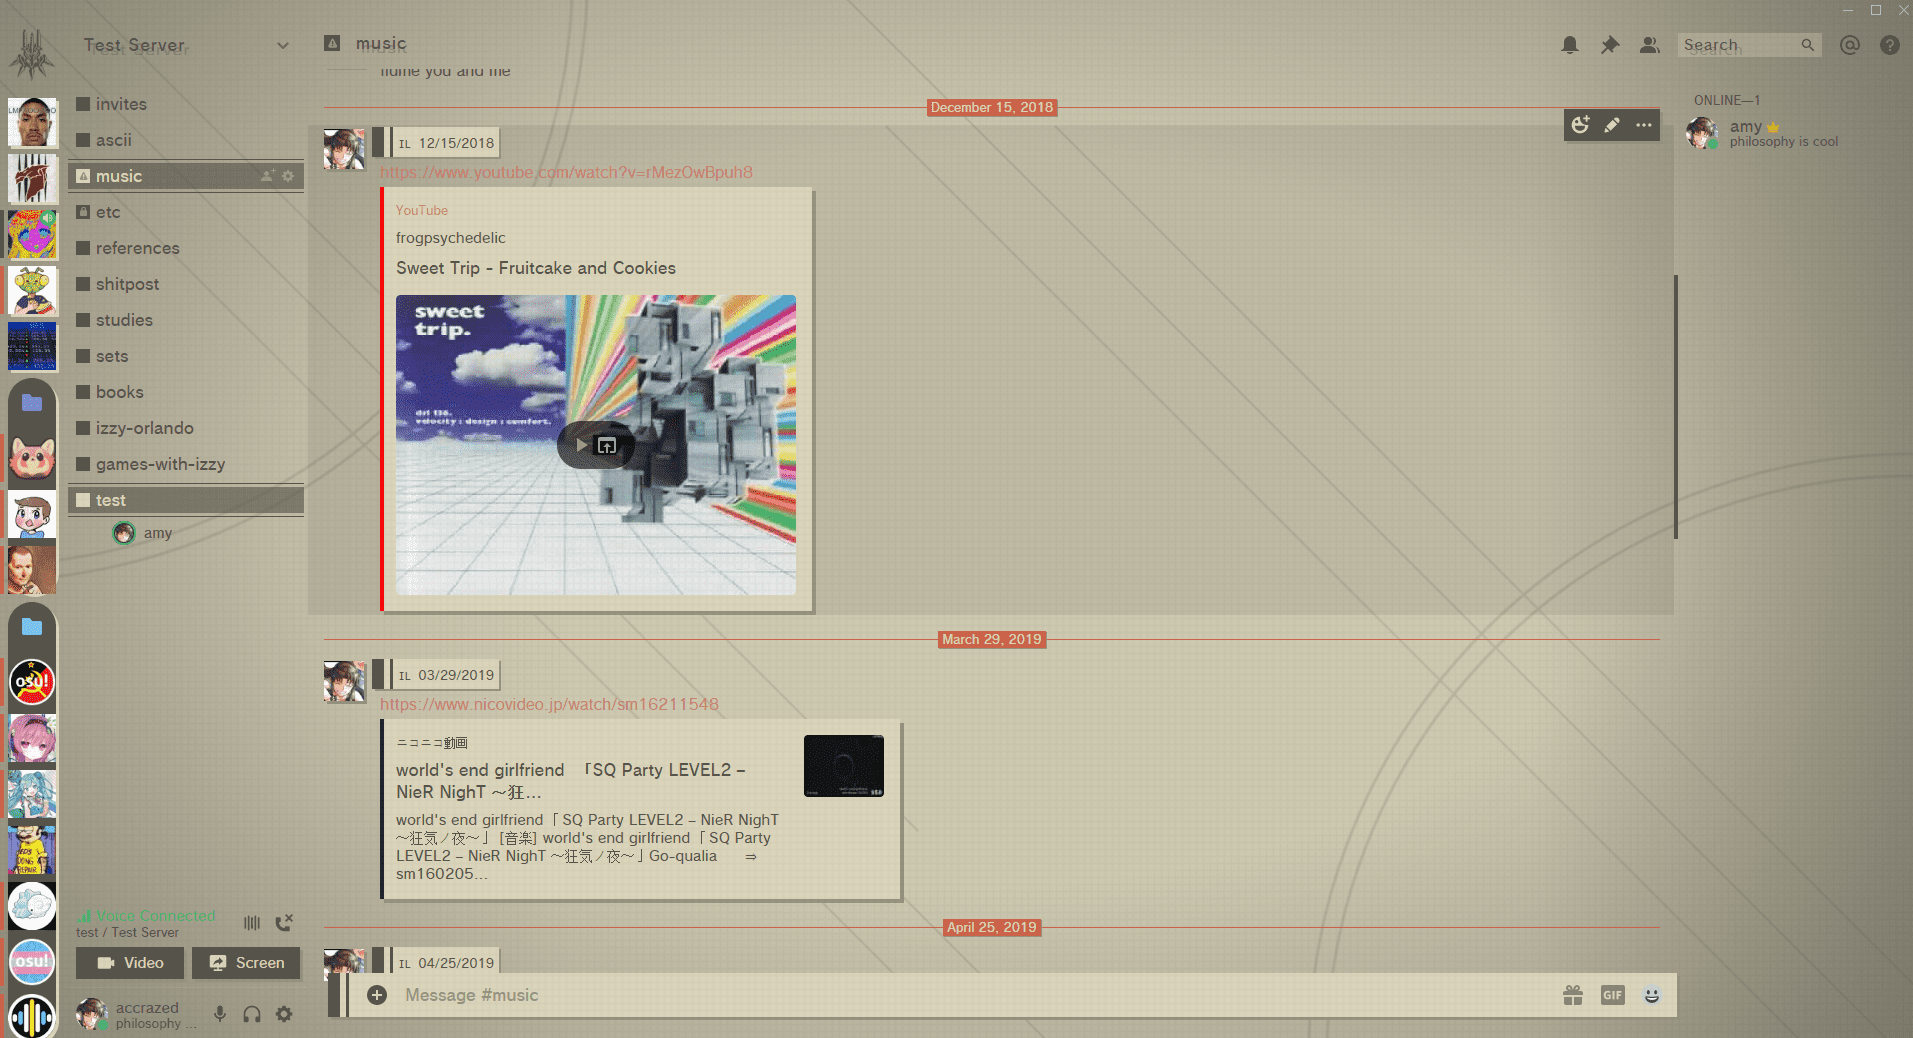 Test Server
music
Search
flume you and me
invites
ascii
music
etc
references
shitpost
studies
sets
books
izzy-orlando
games-with-izzy
test
amy
December 15, 2018
IL 12/15/2018
https://www.youtube.com/watch?v=rMezOwBpuh8
YouTube
frogpsychedelic
Sweet Trip - Fruitcake and Cookies
sweet
trip.
drl 136.
velocity : design : comfort.
March 29, 2019
IL 03/29/2019
https://www.nicovideo.jp/watch/sm16211548
ニコニコ動画
world's end girlfriend 「SQ Party LEVEL2 –
NieR NighT ～狂...
world's end girlfriend「SQ Party LEVEL2 – NieR NighT
～狂気ノ夜～」 [音楽] world's end girlfriend「SQ Party
LEVEL2 – NieR NighT ～狂気ノ夜～」Go-qualia ⇒
sm160205...
April 25, 2019
IL 04/25/2019
Message #music
GIF
ONLINE—1
amy
philosophy is cool
osu!
osu!
Voice Connected
test / Test Server
Video
Screen
accrazed
philosophy ...